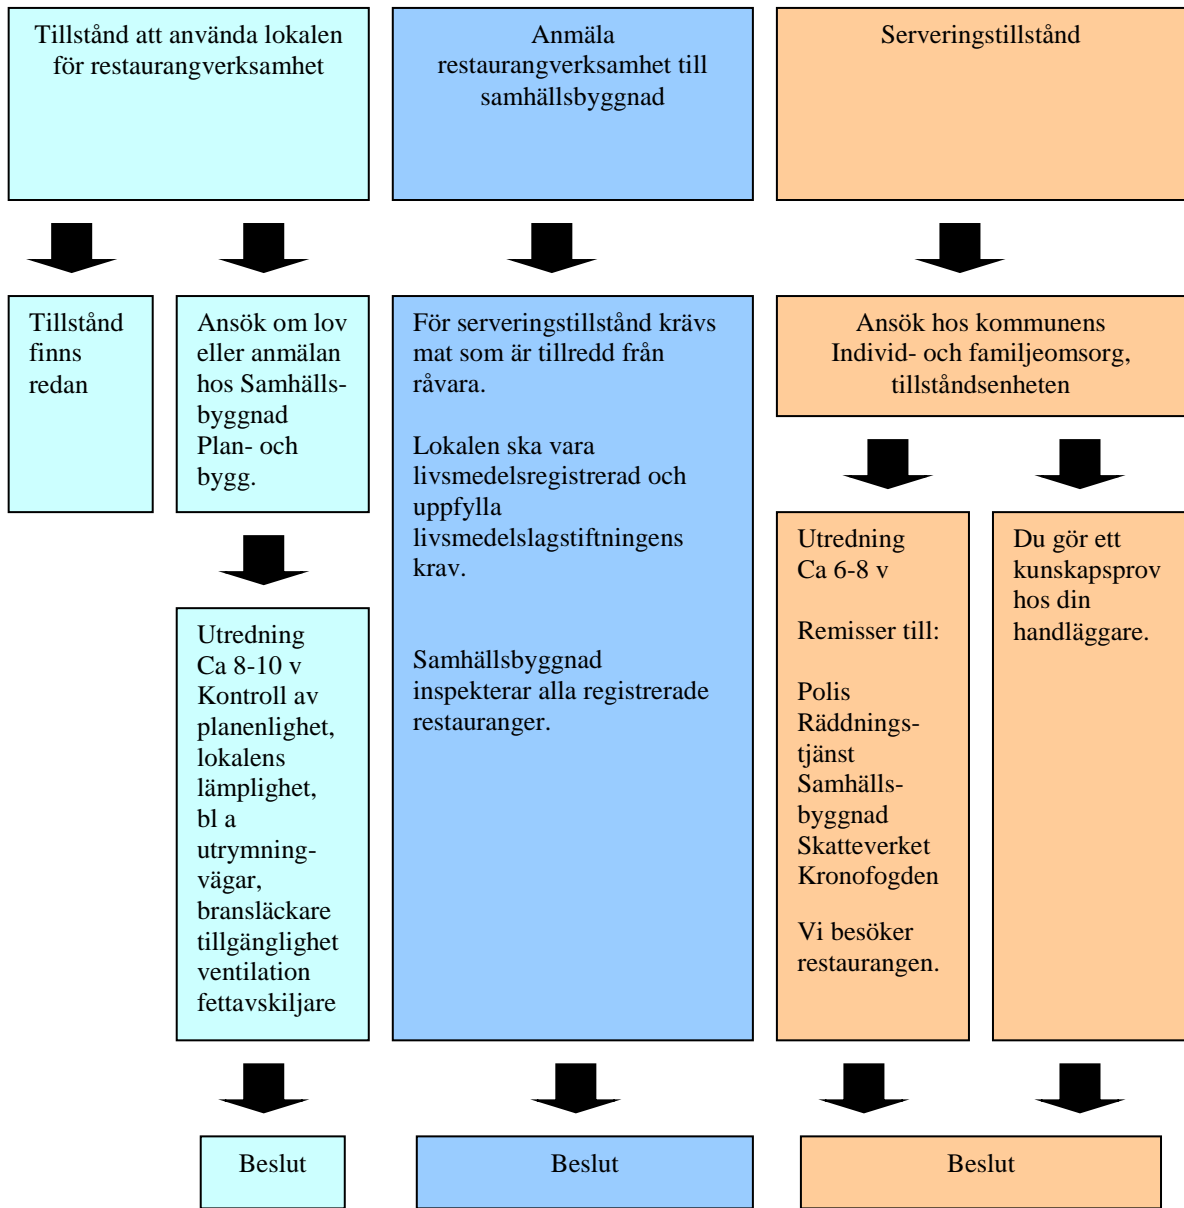 Tillstånd att använda lokalen
för restaurangverksamhet
Anmäla
restaurangverksamhet till
samhällsbyggnad
Serveringstillstånd
Tillstånd
finns
redan
Ansök om lov
eller anmälan
hos Samhälls-
byggnad
Plan- och
bygg.
För serveringstillstånd krävs
mat som är tillredd från
råvara.
Lokalen ska vara
livsmedelsregistrerad och
uppfylla
livsmedelslagstiftningens
krav.
Samhällsbyggnad
inspekterar alla registrerade
restauranger.
Ansök hos kommunens
Individ- och familjeomsorg,
tillståndsenheten
Utredning
Ca 8-10 v
Kontroll av
planenlighet,
lokalens
lämplighet,
bl a
utrymning-
vägar,
bransläckare
tillgänglighet
ventilation
fettavskiljare
Utredning
Ca 6-8 v
Remisser till:
Polis
Räddnings-
tjänst
Samhälls-
byggnad
Skatteverket
Kronofogden
Vi besöker
restaurangen.
Du gör ett
kunskapsprov
hos din
handläggare.
Beslut
Beslut
Beslut